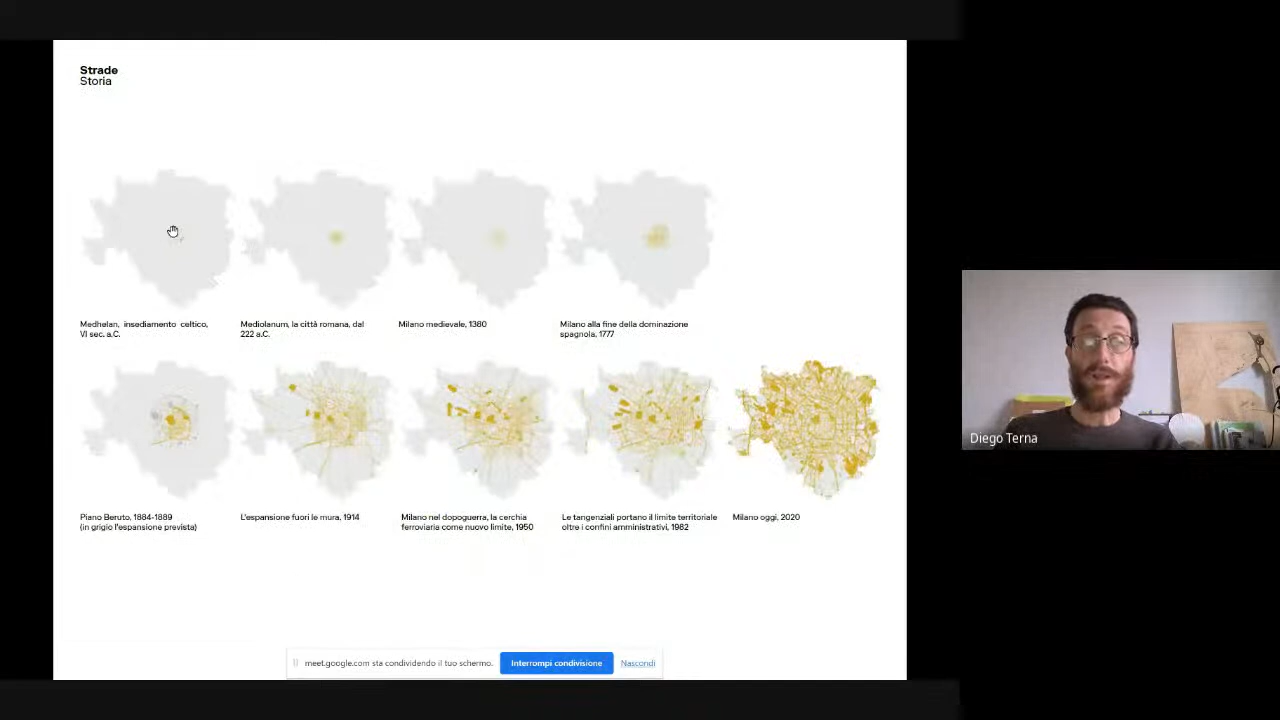 Strade
Storia
Medhelan, insediamento celtico,
VI sec. a.C.
Mediolanum, la città romana, dal
222 a.C.
Milano medievale, 1380
Milano alla fine della dominazione
spagnola, 1777
Piano Beruto, 1884-1889
(in grigio l'espansione prevista)
L'espansione fuori le mura, 1914
Milano nel dopoguerra, la cerchia
ferroviaria come nuovo limite, 1950
Le tangenziali portano il limite territoriale
oltre i confini amministrativi, 1982
Milano oggi, 2020
Diego Terna
meet.google.com sta condividendo il tuo schermo.
Interrompi condivisione
Nascondi